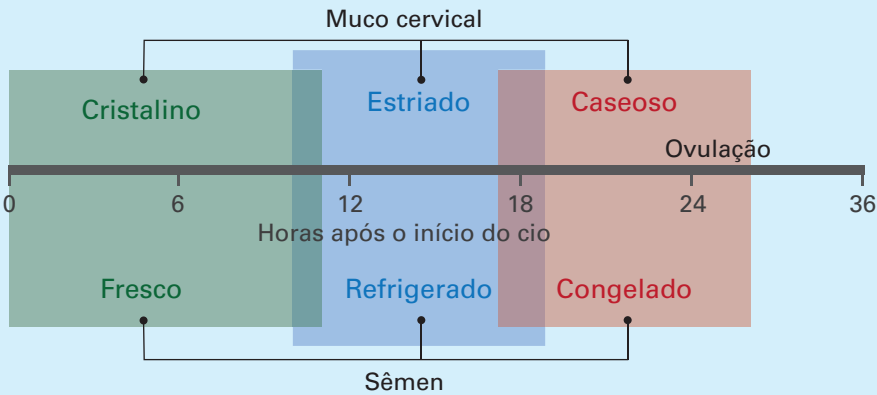 Muco cervical
Cristalino
Estriado
Caseoso
Ovulação
0 6 12 18 24 36
Horas após o início do cio
Fresco
Refrigerado
Congelado
Sêmen